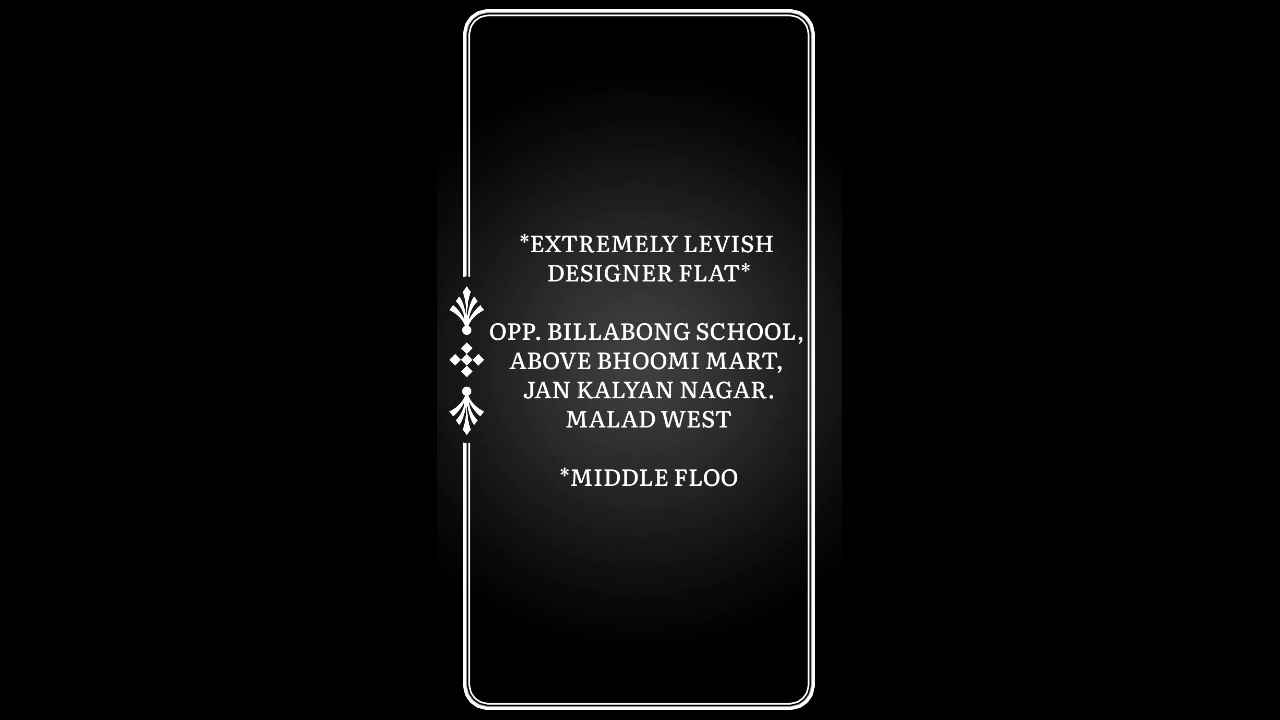 *EXTREMELY LEVISH
DESIGNER FLAT*
OPP. BILLABONG SCHOOL,
ABOVE BHOOMI MART,
JAN KALYAN NAGAR.
MALAD WEST
*MIDDLE FLOO